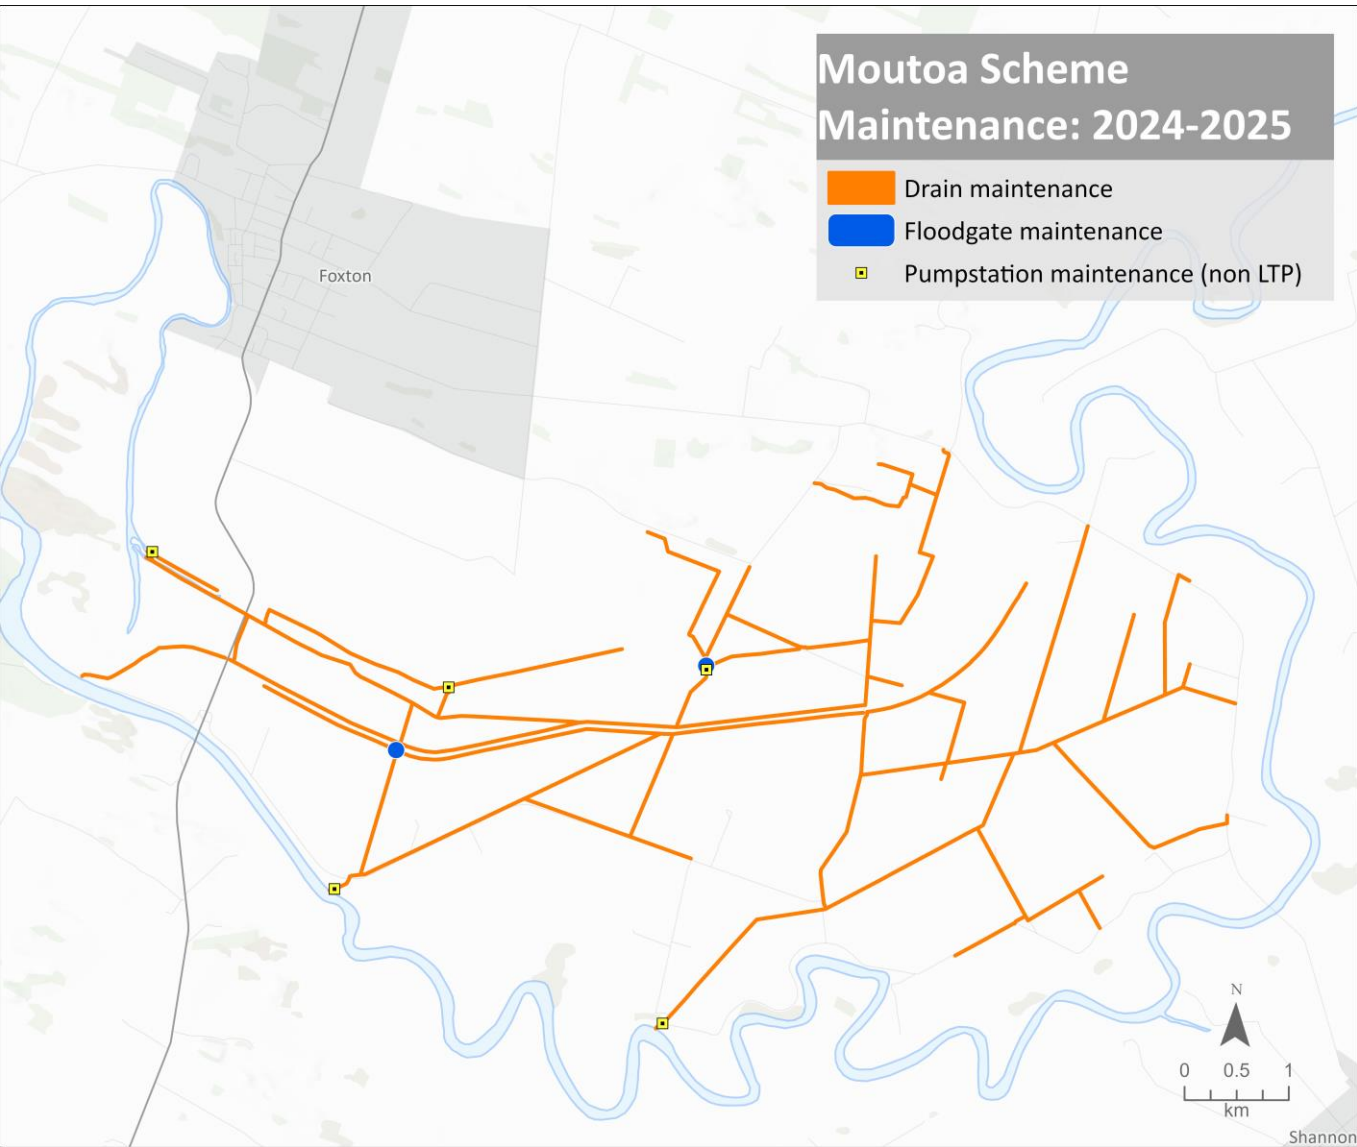 Moutoa Scheme
Maintenance: 2024-2025
Drain maintenance
Floodgate maintenance
Pumpstation maintenance (non LTP)
Foxton
N
0 0.5 1
km
Shannon